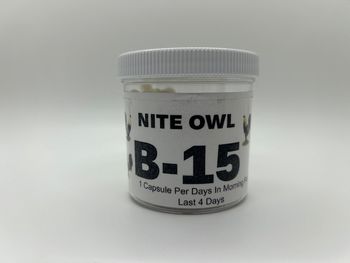 NITE OWL
B-15
1 Capsule Per Days In Morning
Last 4 Days